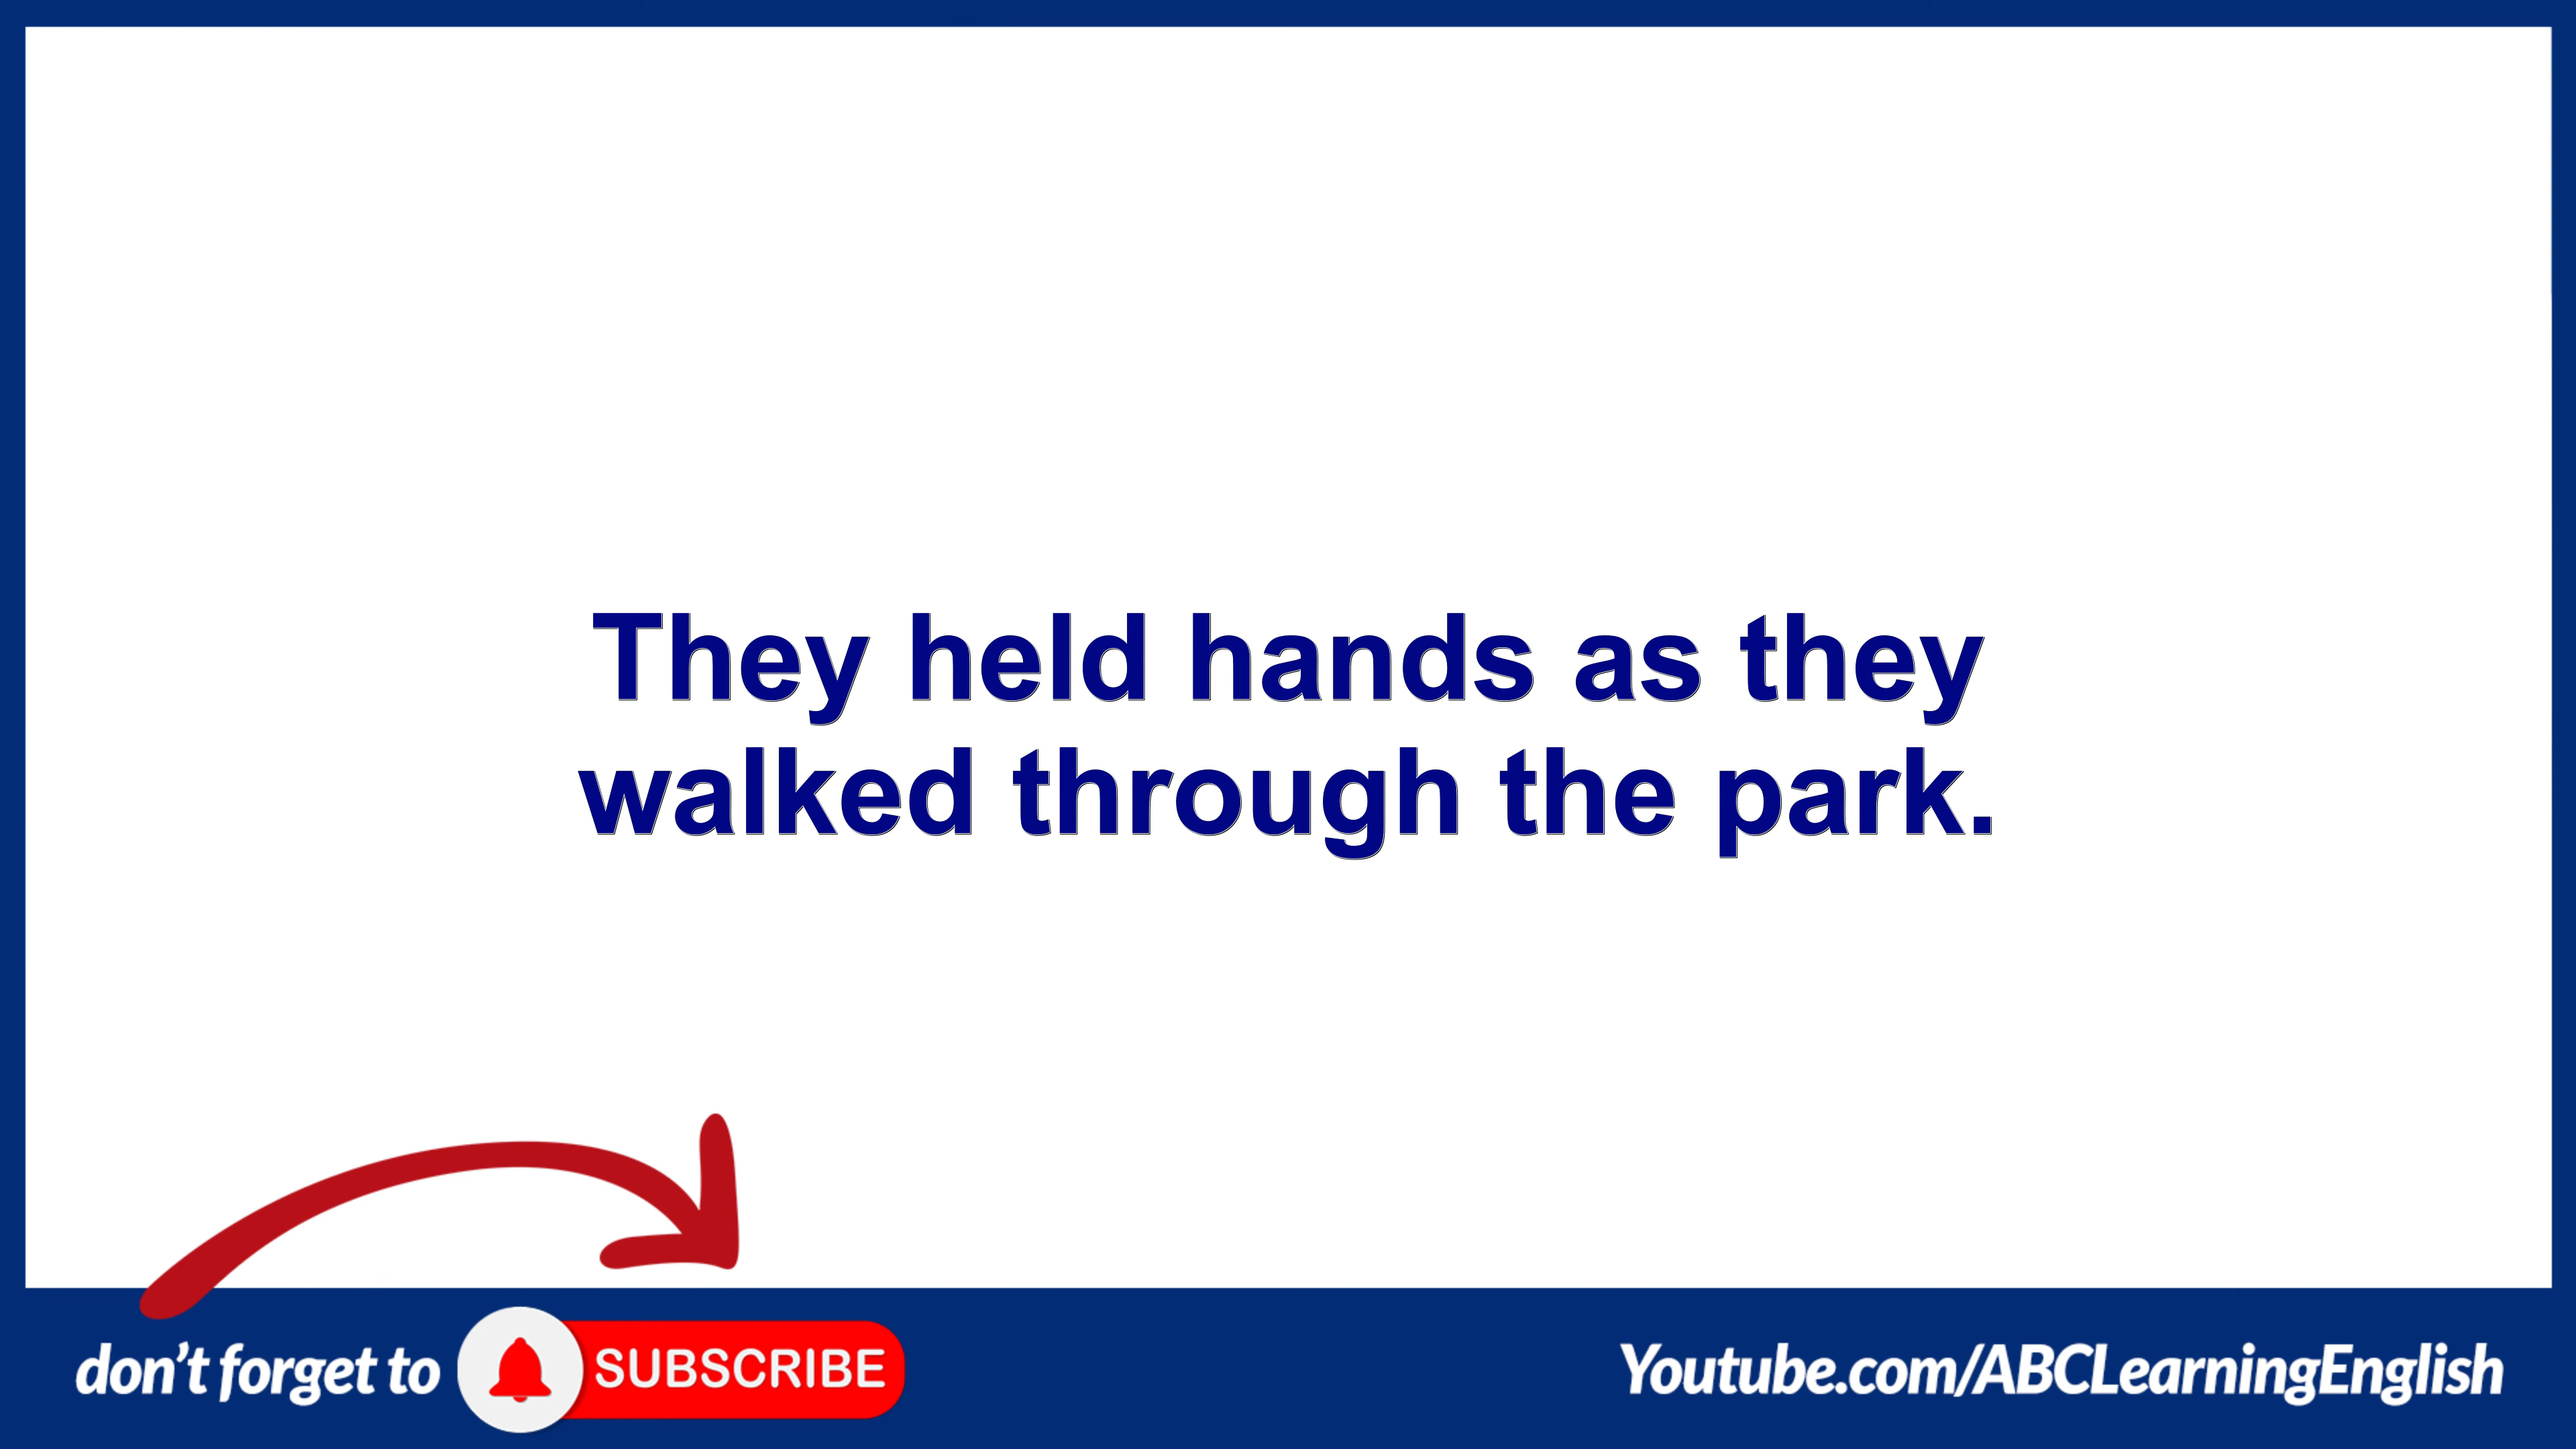 They held hands as they
walked through the park.
don't forget to SUBSCRIBE
Youtube.com/ABCLearningEnglish